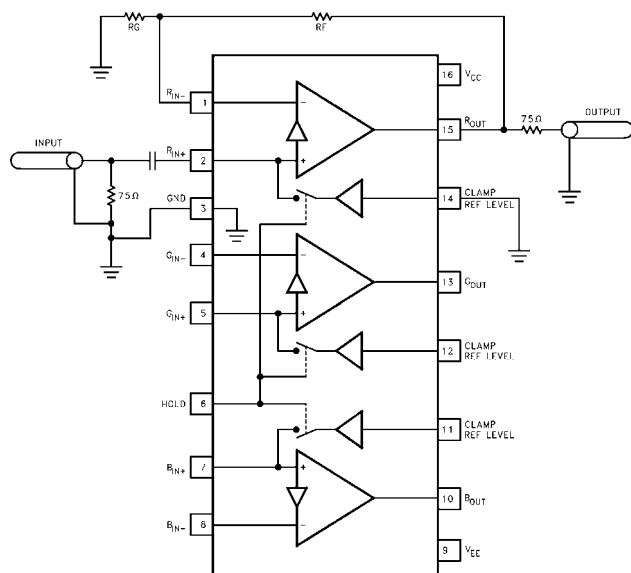 RG
RF
VCC
16
RIN-
1
-
ROUT
15
75Ω
OUTPUT
INPUT
RIN+
2
+
75Ω
GND
3
14
CLAMP
REF LEVEL
GIN-
4
-
13
GOUT
GIN+
5
+
12
CLAMP
REF LEVEL
HOLD
6
11
CLAMP
REF LEVEL
BIN+
7
+
10
BOUT
BIN-
8
-
9
VEE